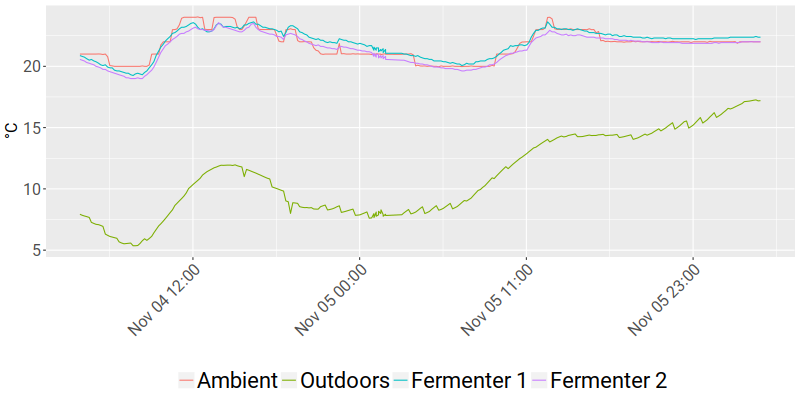 °C
20
15
10
5
Nov 04 12:00
Nov 05 00:00
Nov 05 11:00
Nov 05 23:00
Ambient Outdoors Fermenter 1 Fermenter 2